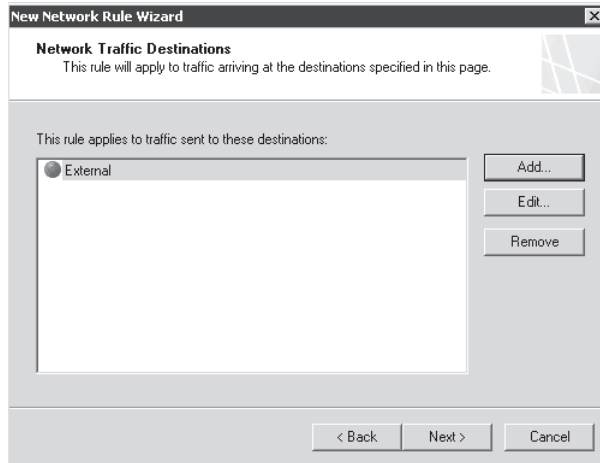 New Network Rule Wizard
Network Traffic Destinations
This rule will apply to traffic arriving at the destinations specified in this page.
This rule applies to traffic sent to these destinations:
External
Add...
Edit...
Remove
< Back
Next >
Cancel